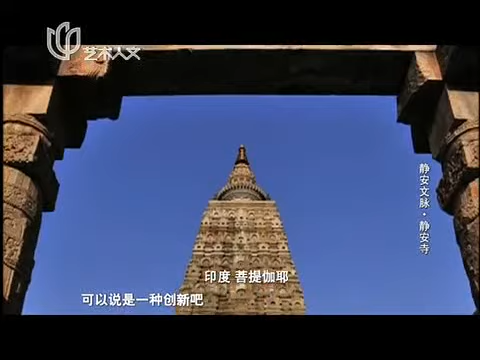 艺术人文
静安文脉·静安寺
印度 菩提伽耶
可以说是一种创新吧